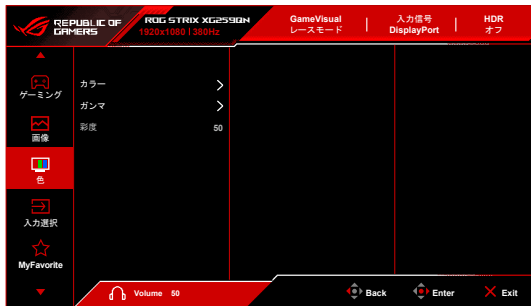 REPUBLIC OF
GAMERS
ROG STRIX XG259QN
1920x1080 | 360Hz
GameVisual
レースモード
入力信号
DisplayPort
HDR
オフ
ゲーミング
画像
色
入力選択
MyFavorite
カラー
ガンマ
彩度 50
Volume 50
Back
Enter
Exit